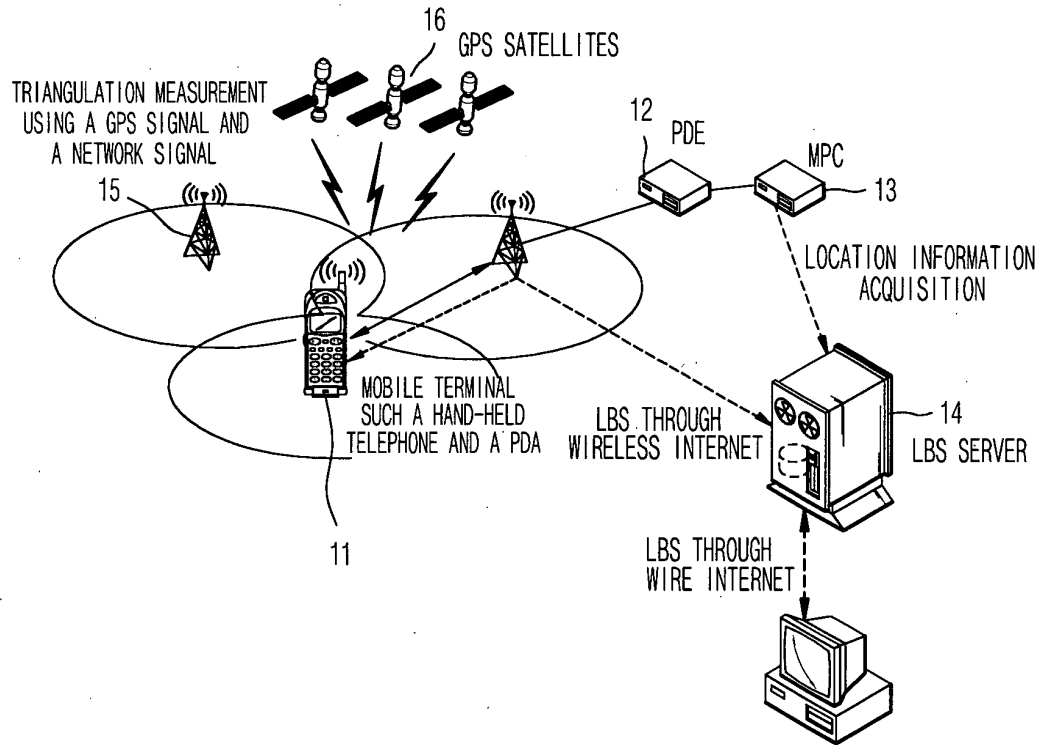 16
GPS SATELLITES
TRIANGULATION MEASUREMENT
USING A GPS SIGNAL AND
A NETWORK SIGNAL
15
12
PDE
MPC
13
LOCATION INFORMATION
ACQUISITION
MOBILE TERMINAL
SUCH A HAND-HELD
TELEPHONE AND A PDA
11
LBS THROUGH
WIRELESS INTERNET
14
LBS SERVER
LBS THROUGH
WIRE INTERNET